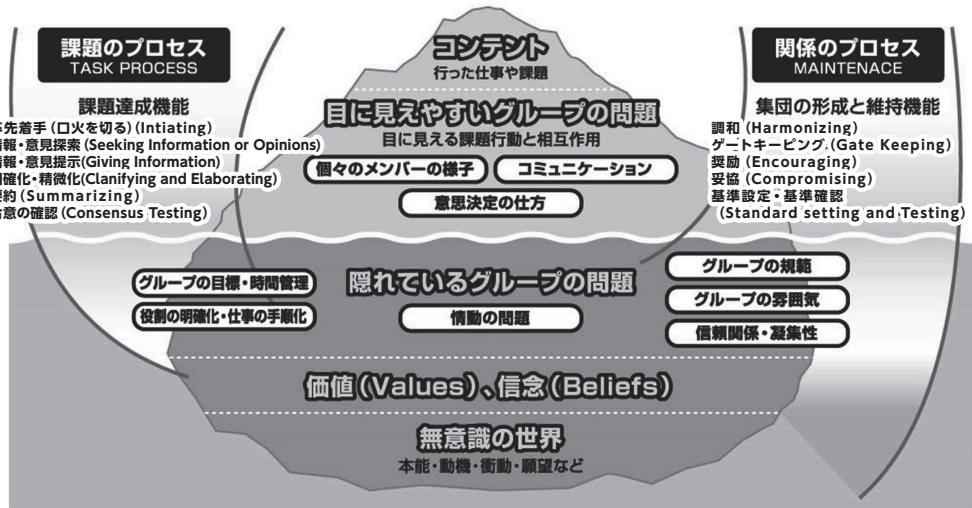 課題のプロセス
TASK PROCESS
課題達成機能
先着手（口火を切る）(Intiating)
報・意見探索 (Seeking Information or Opinions)
報・意見提示(Giving Information)
確化・精微化(Clanifying and Elaborating)
約 (Summarizing)
意の確認 (Consensus Testing)
コンテント
行った仕事や課題
目に見えやすいグループの問題
目に見える課題行動と相互作用
個々のメンバーの様子
コミュニケーション
意思決定の仕方
関係のプロセス
MAINTENACE
集団の形成と維持機能
調和 (Harmonizing)
ゲートキーピング (Gate Keeping)
奨励 (Encouraging)
妥協 (Compromising)
基準設定・基準確認
(Standard setting and Testing)
グループの目標・時間管理
役割の明確化・仕事の手順化
隠れているグループの問題
情動の問題
グループの規範
グループの雰囲気
信頼関係・凝集性
価値（Values）、信念（Beliefs）
無意識の世界
本能・動機・衝動・願望など